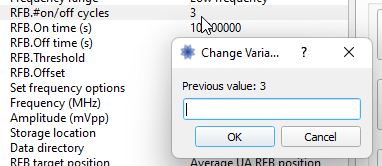 Frequency range Low frequency
RFB.#on/off cycles 3
RFB.On time (s)
RFB.Off time (s)
RFB.Threshold
RFB.Offset
Set frequency options
Frequency (MHz)
Amplitude (mVpp)
Storage location
Data directory
RFB target position Average UA RFB position
Change Varia...
Previous value: 3
OK
Cancel